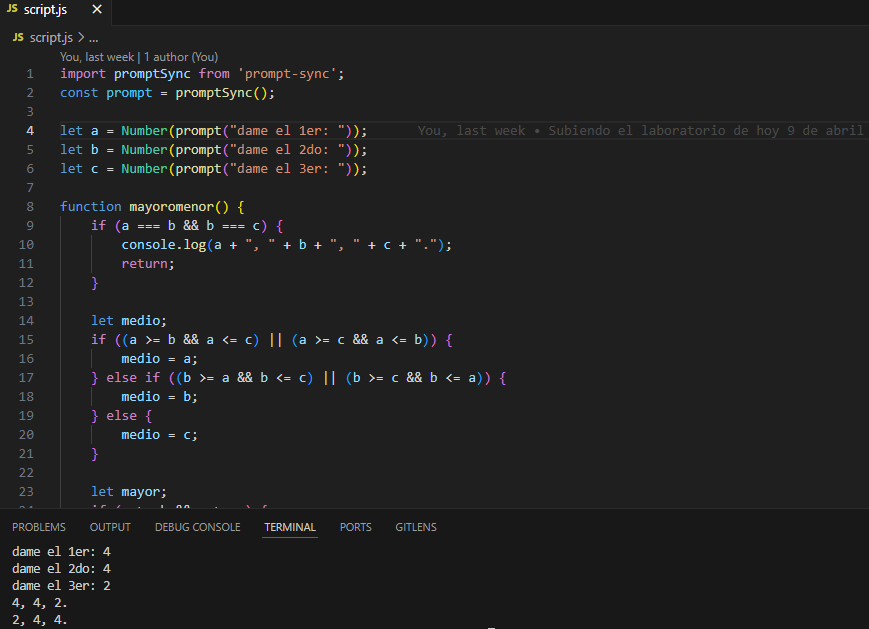 JS script.js ×
JS script.js > ...
You, last week | 1 author (You)
1 import promptSync from 'prompt-sync';
2 const prompt = promptSync();
3
4 let a = Number(prompt("dame el 1er: ")); You, last week • Subiendo el laboratorio de hoy 9 de abril
5 let b = Number(prompt("dame el 2do: "));
6 let c = Number(prompt("dame el 3er: "));
7
8 function mayoromenor() {
9 if (a === b && b === c) {
10 console.log(a + ", " + b + ", " + c + ".");
11 return;
12 }
13
14 let medio;
15 if ((a >= b && a <= c) || (a >= c && a <= b)) {
16 medio = a;
17 } else if ((b >= a && b <= c) || (b >= c && b <= a)) {
18 medio = b;
19 } else {
20 medio = c;
21 }
22
23 let mayor;
PROBLEMS OUTPUT DEBUG CONSOLE TERMINAL PORTS GITLENS
dame el 1er: 4
dame el 2do: 4
dame el 3er: 2
4, 4, 2.
2, 4, 4.